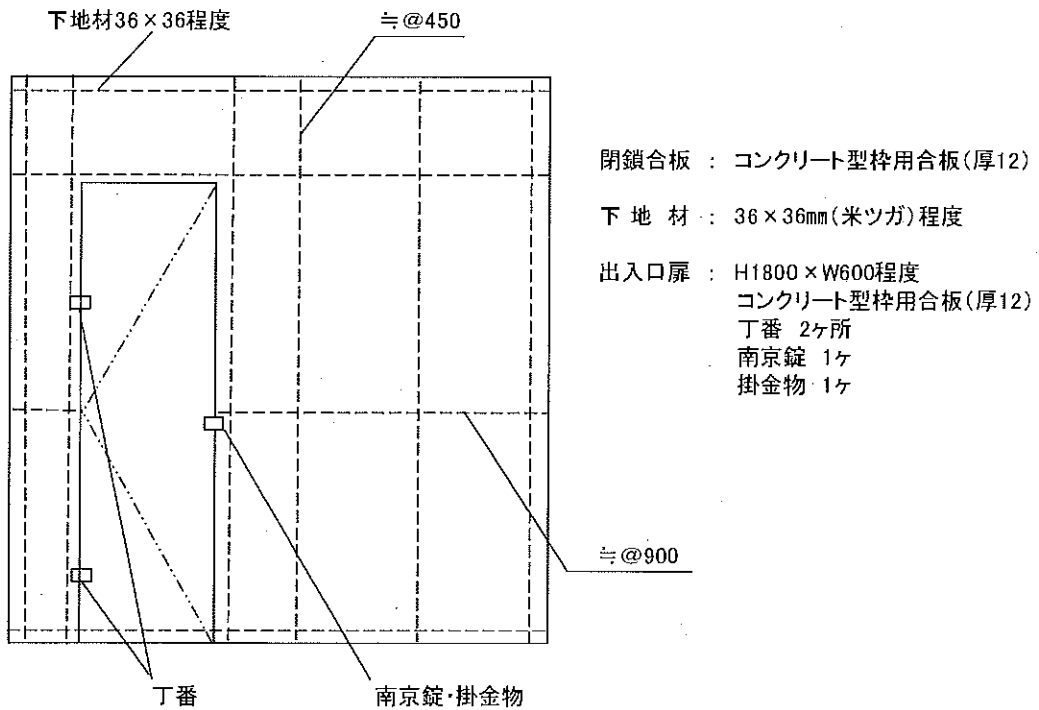 下地材36×36程度
≒@450
閉鎖合板 : コンクリート型枠用合板(厚12)
下地材 : 36×36mm(米ツガ)程度
出入口扉 : H1800×W600程度
コンクリート型枠用合板(厚12)
丁番 2ヶ所
南京錠 1ヶ
掛金物 1ヶ
≒@900
丁番
南京錠・掛金物